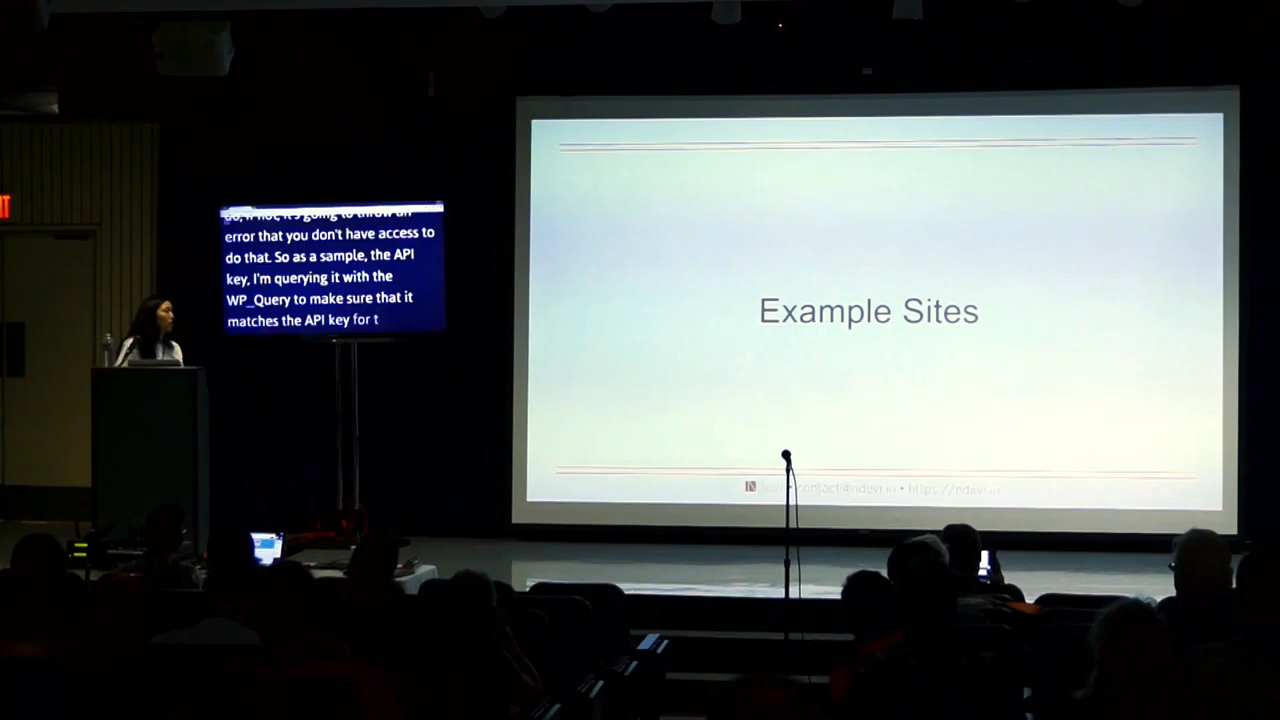 error that you don't have access to
do that. So as a sample, the API
key, I'm querying it with the
WP_Query to make sure that it
matches the API key for t
Example Sites